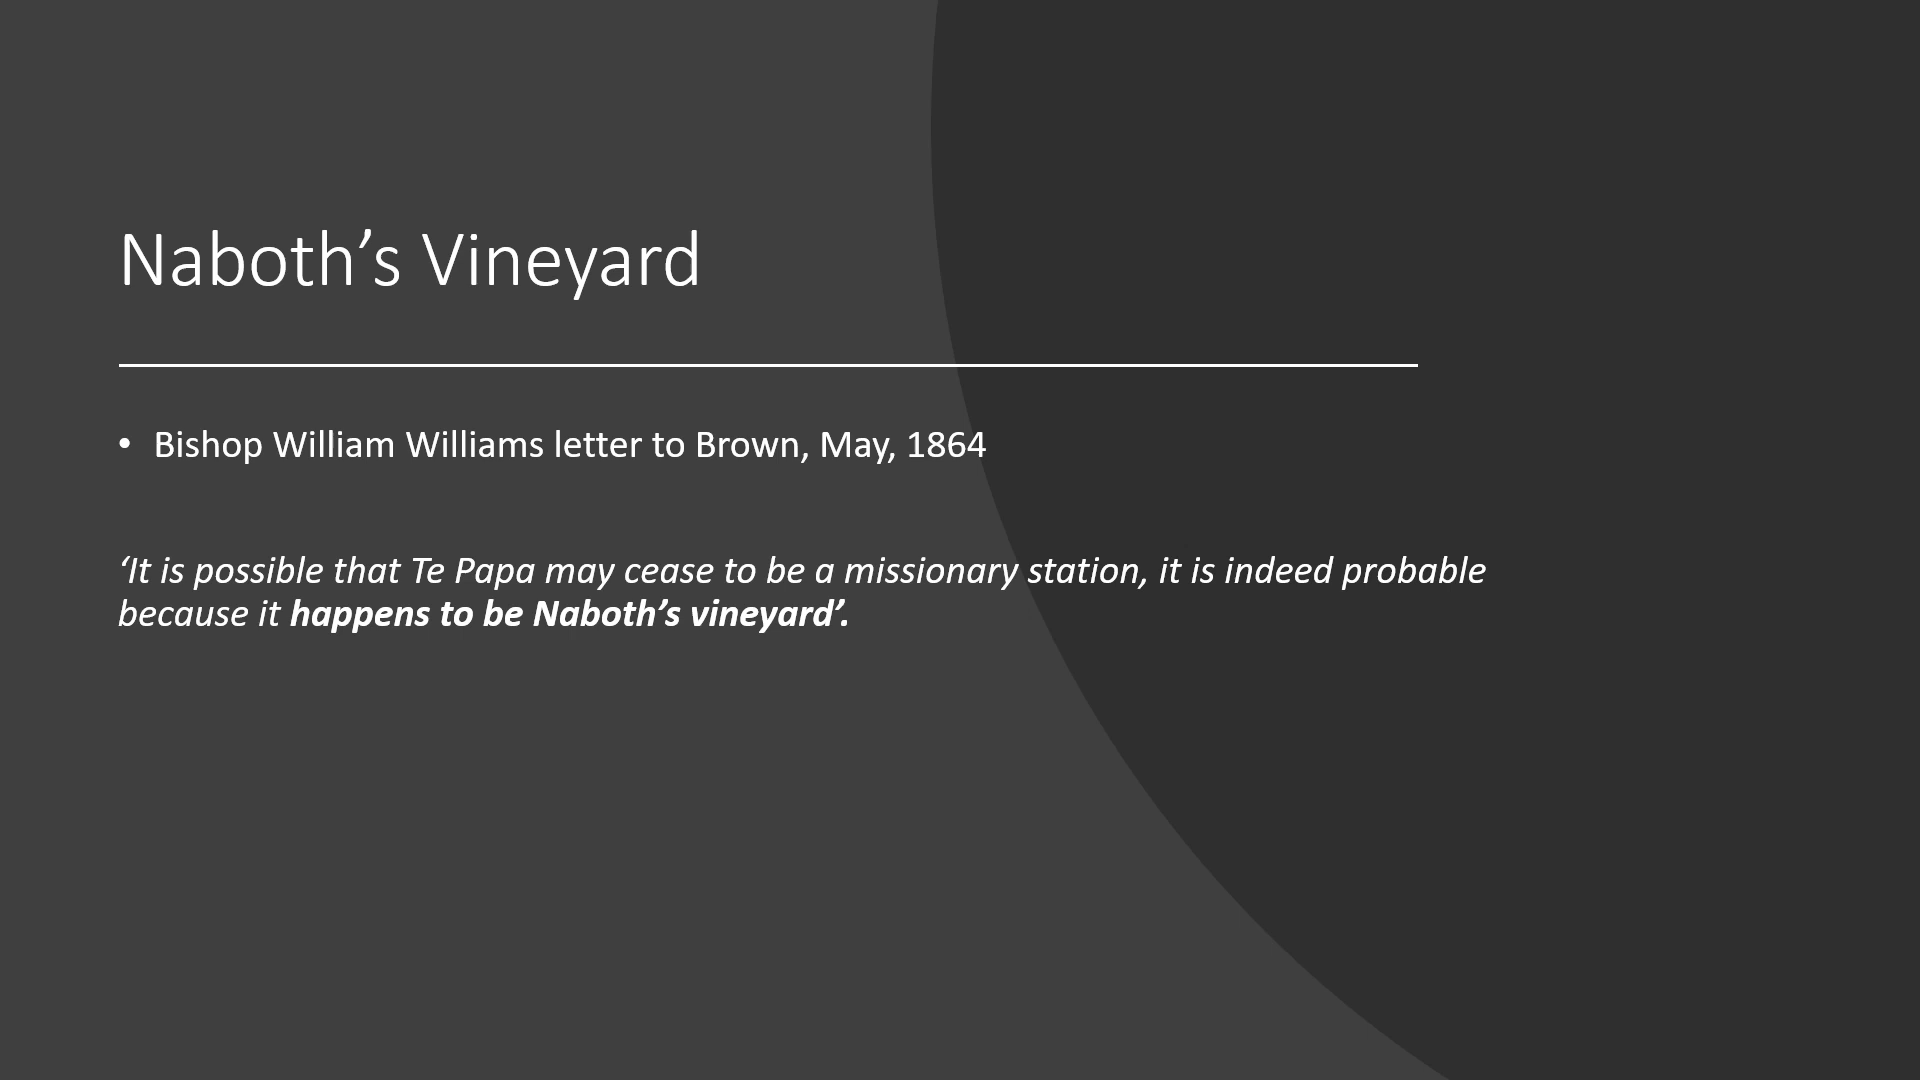 Naboth’s Vineyard
• Bishop William Williams letter to Brown, May, 1864
‘It is possible that Te Papa may cease to be a missionary station, it is indeed probable
because it happens to be Naboth’s vineyard’.